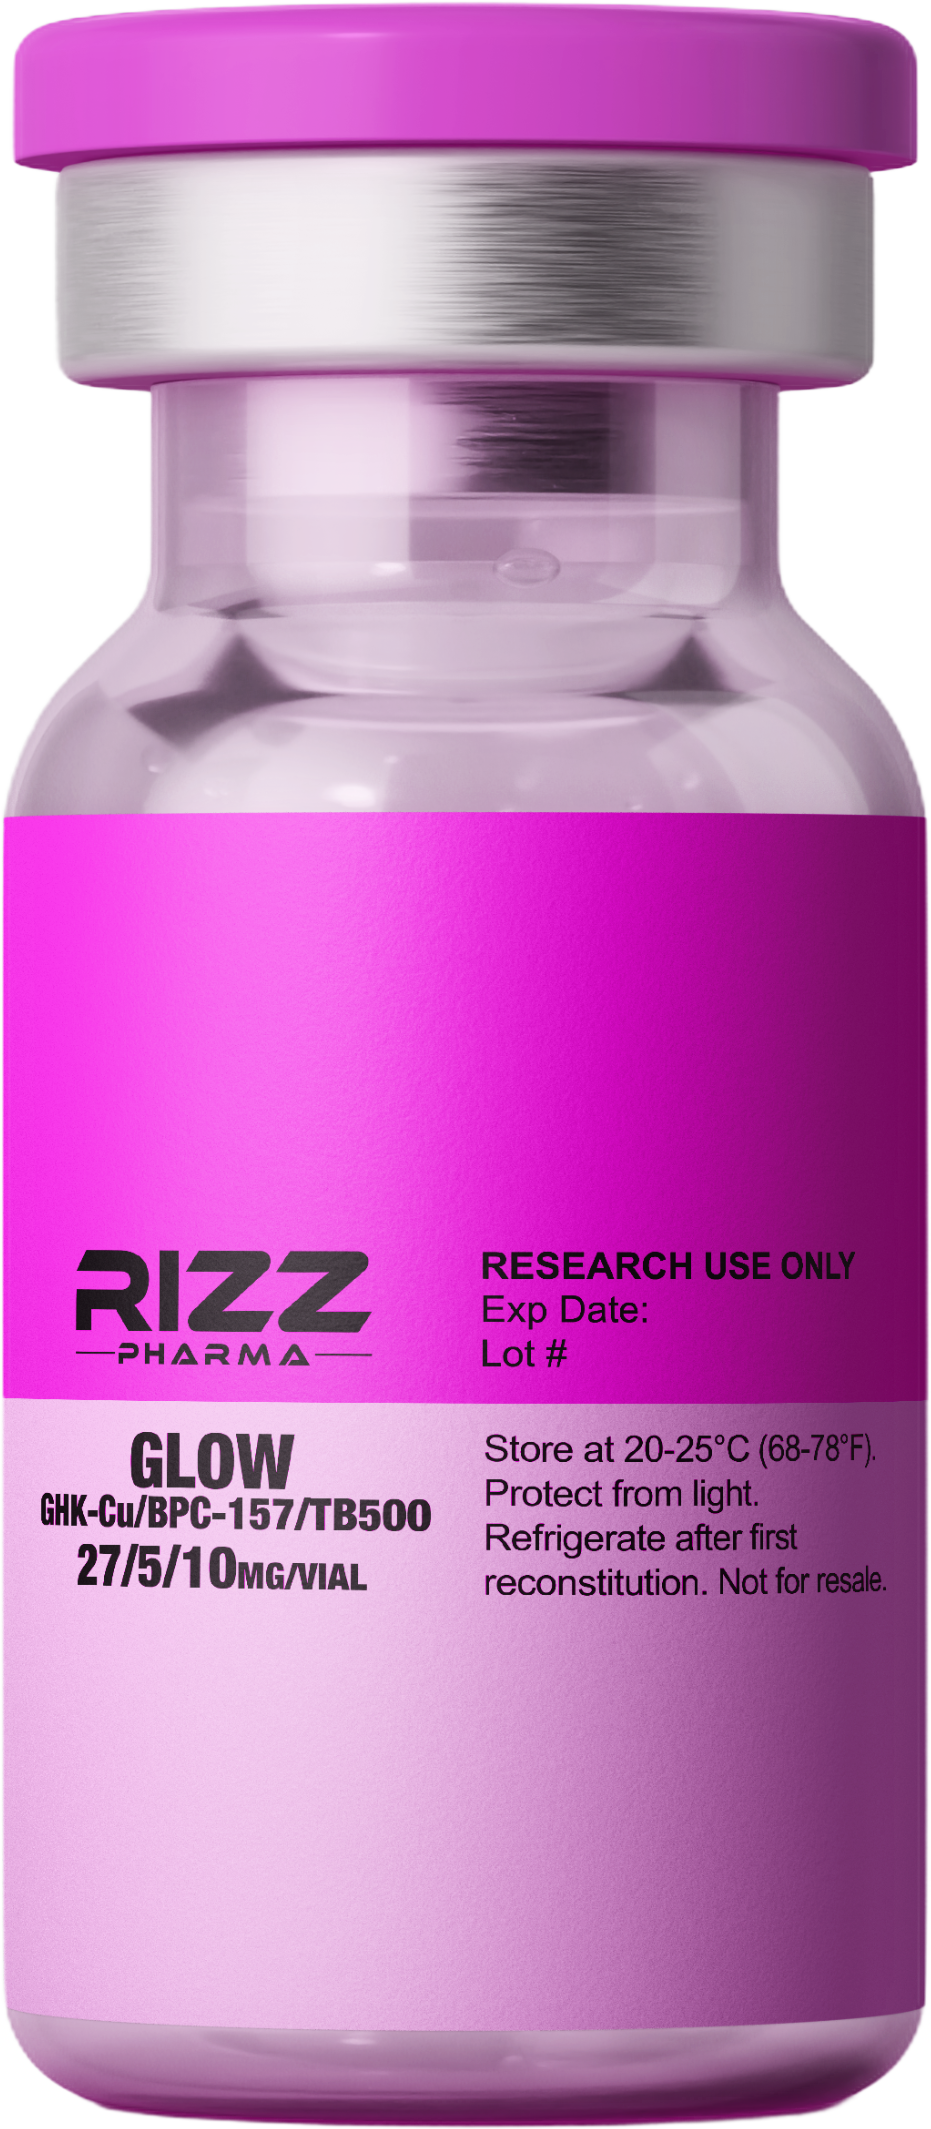 RIZZ
PHARMA
RESEARCH USE ONLY
Exp Date:
Lot #
GLOW
GHK-Cu/BPC-157/TB500
27/5/10MG/VIAL
Store at 20-25°C (68-78°F).
Protect from light.
Refrigerate after first
reconstitution. Not for resale.